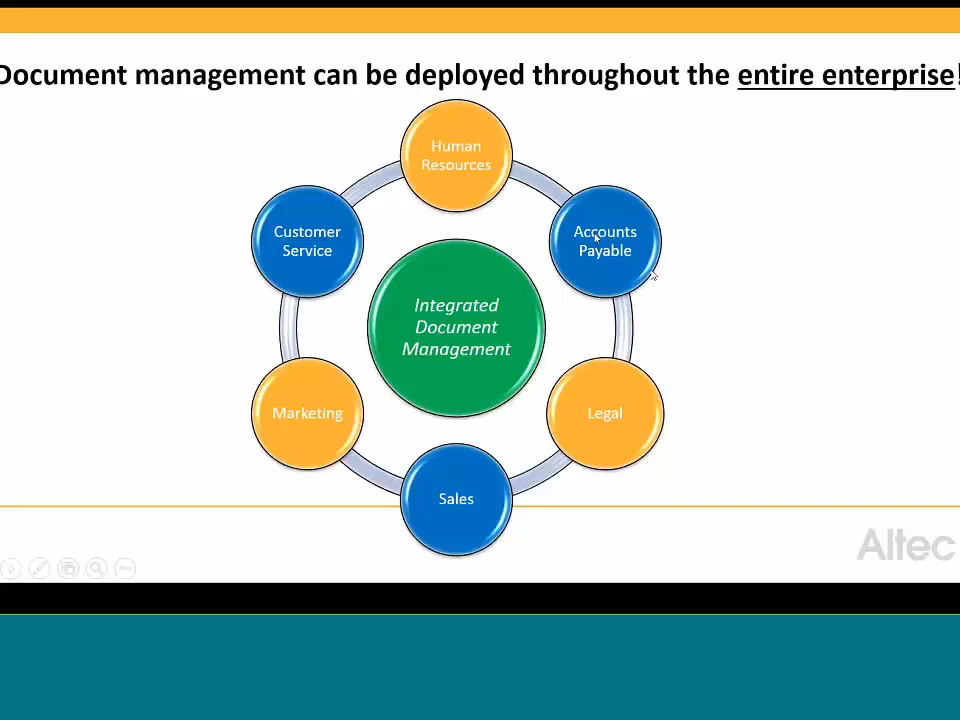 Document management can be deployed throughout the entire enterprise!
Human
Resources
Customer
Service
Accounts
Payable
Integrated
Document
Management
Marketing
Legal
Sales
Altec